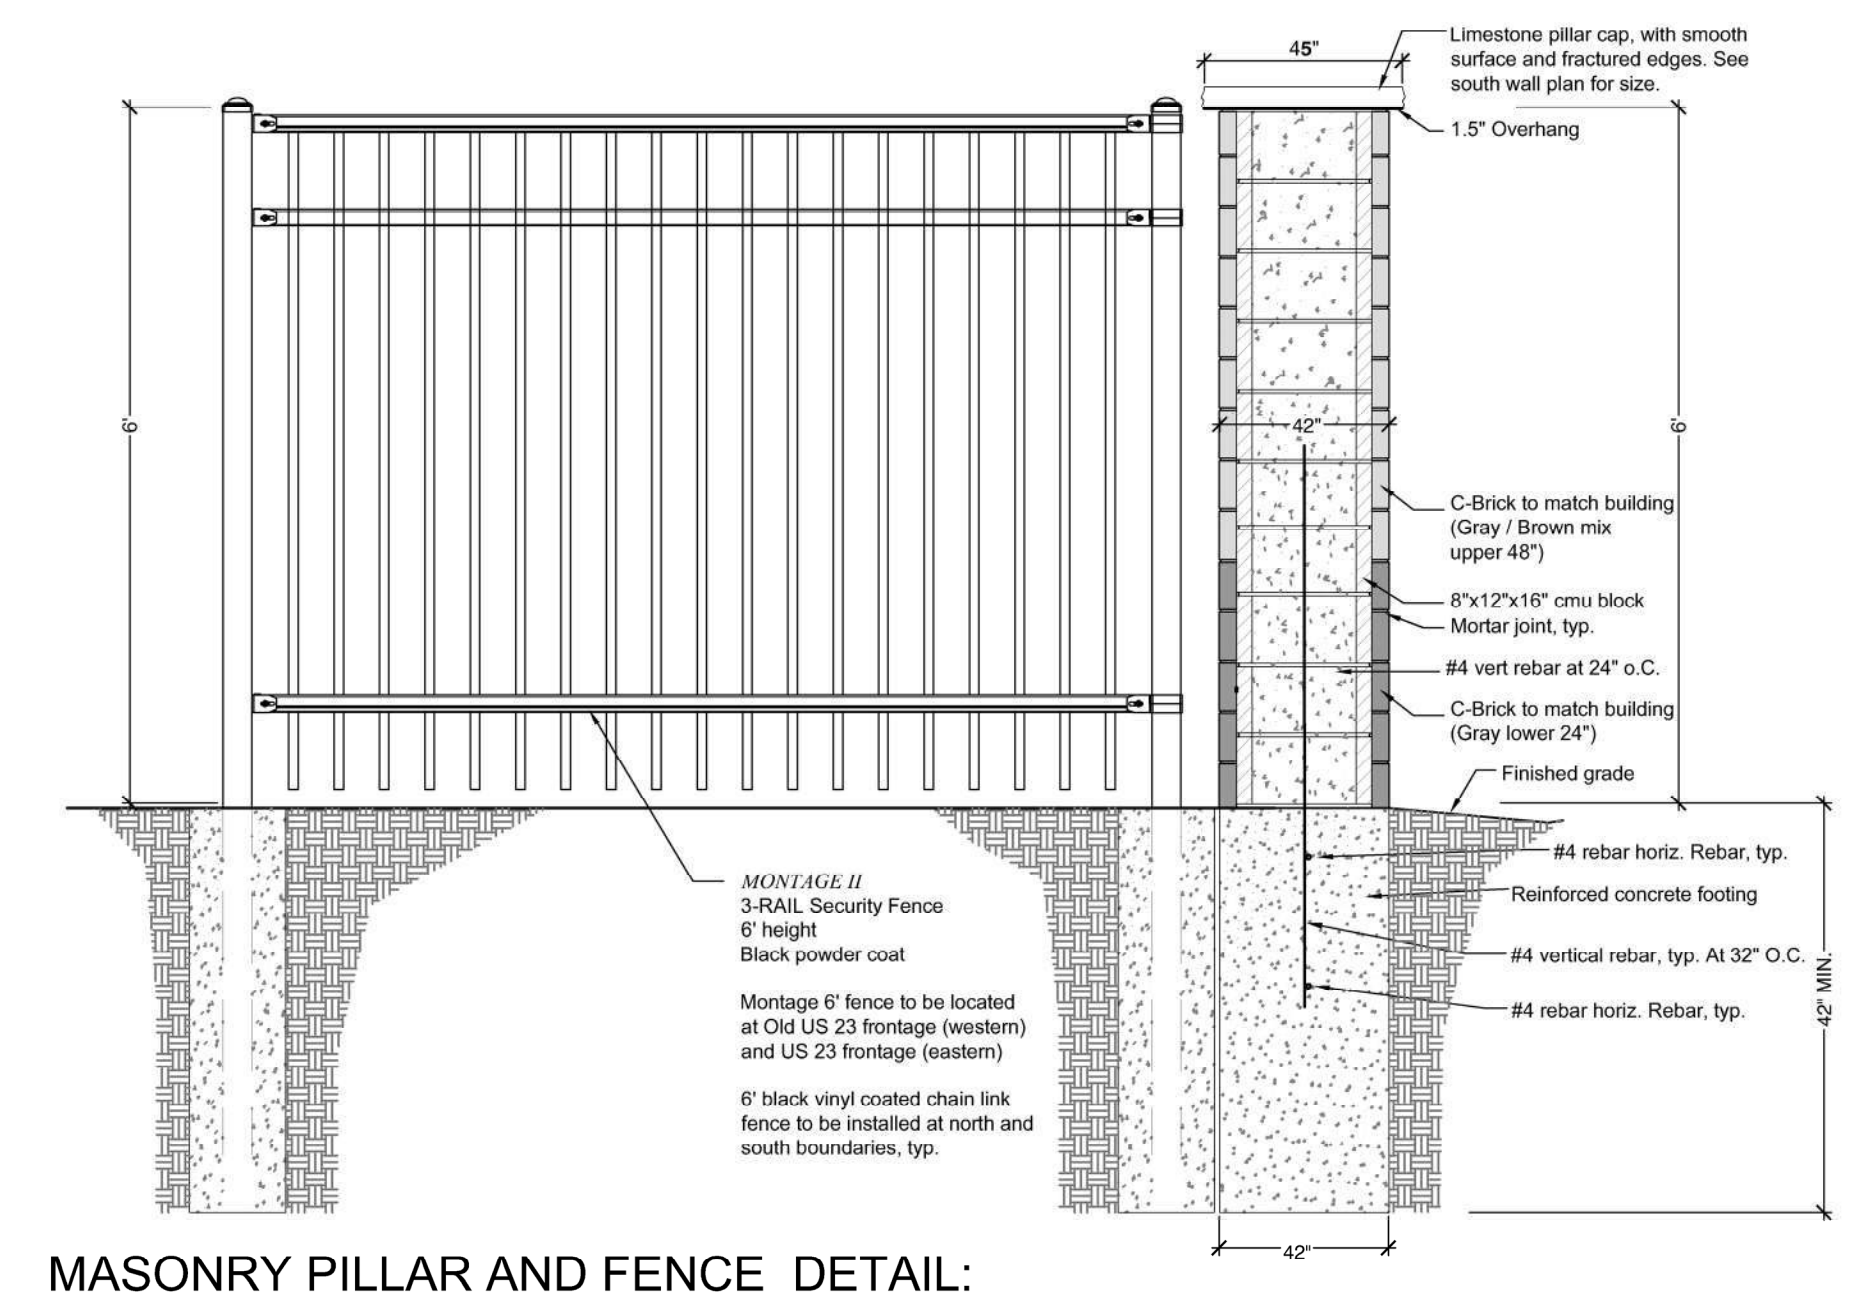 45"
Limestone pillar cap, with smooth
surface and fractured edges. See
south wall plan for size.
1.5" Overhang
6'
42"
6'
C-Brick to match building
(Gray / Brown mix
upper 48")
8"x12"x16" cmu block
Mortar joint, typ.
#4 vert rebar at 24" o.C.
C-Brick to match building
(Gray lower 24")
Finished grade
#4 rebar horiz. Rebar, typ.
Reinforced concrete footing
#4 vertical rebar, typ. At 32" O.C.
#4 rebar horiz. Rebar, typ.
42" MIN.
MONTAGE II
3-RAIL Security Fence
6' height
Black powder coat
Montage 6' fence to be located
at Old US 23 frontage (western)
and US 23 frontage (eastern)
6' black vinyl coated chain link
fence to be installed at north and
south boundaries, typ.
42"
MASONRY PILLAR AND FENCE DETAIL: